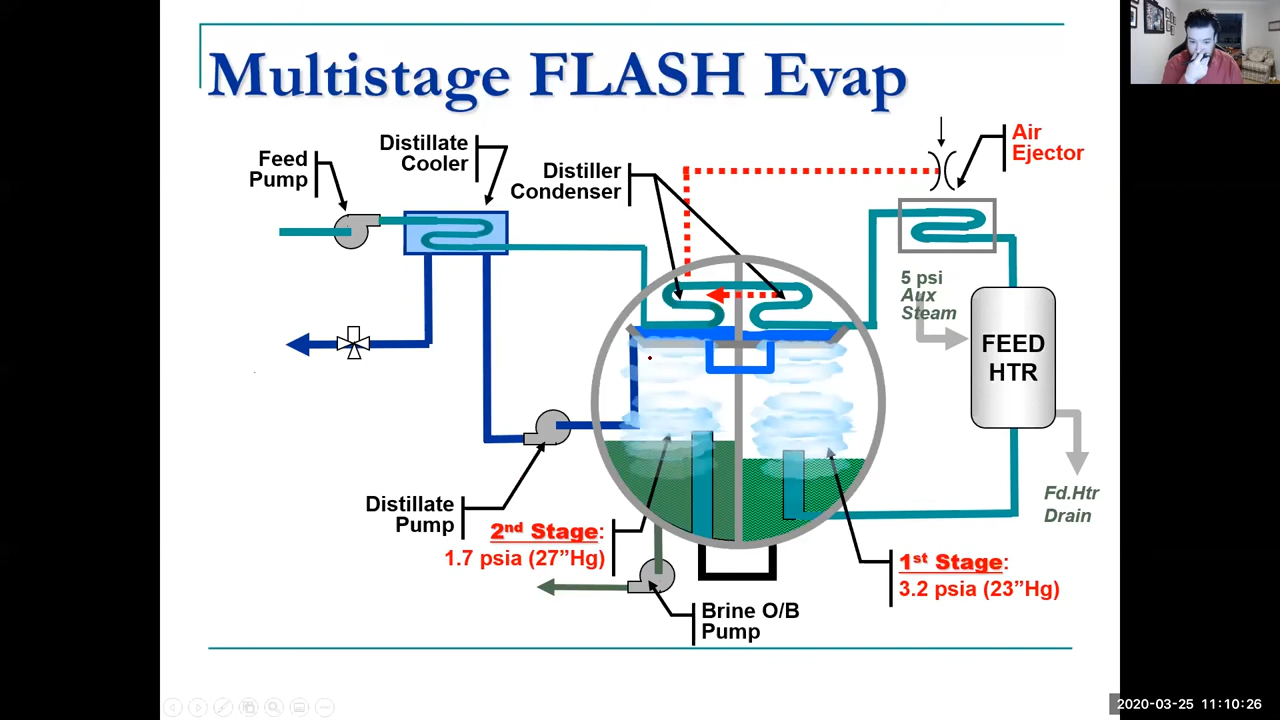 Multistage FLASH Evap
Feed
Pump
Distillate
Cooler
Distiller
Condenser
Air
Ejector
5 psi
Aux
Steam
FEED
HTR
Distillate
Pump
2nd Stage:
1.7 psia (27”Hg)
Fd.Htr
Drain
1st Stage:
3.2 psia (23”Hg)
Brine O/B
Pump
2020-03-25 11:10:26